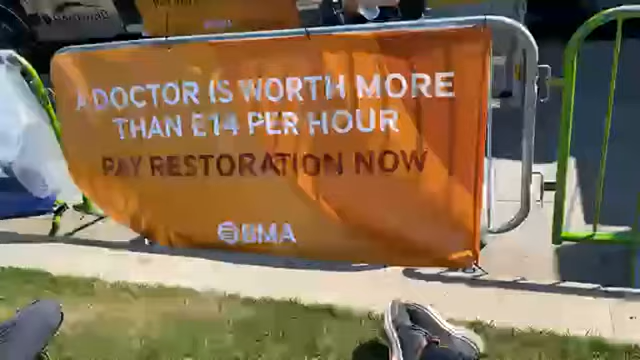 A DOCTOR IS WORTH MORE
THAN £14 PER HOUR
PAY RESTORATION NOW
BMA